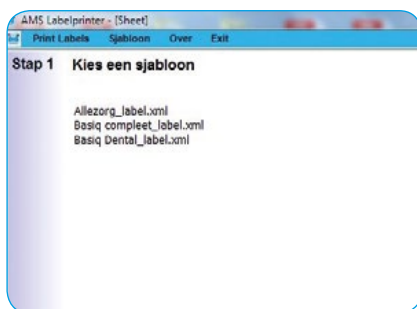 AMS Labelprinter - [Sheet]
Print Labels Sjabloon Over Exit
Stap 1 Kies een sjabloon
Allezorg_label.xml
Basiq compleet_label.xml
Basiq Dental_label.xml